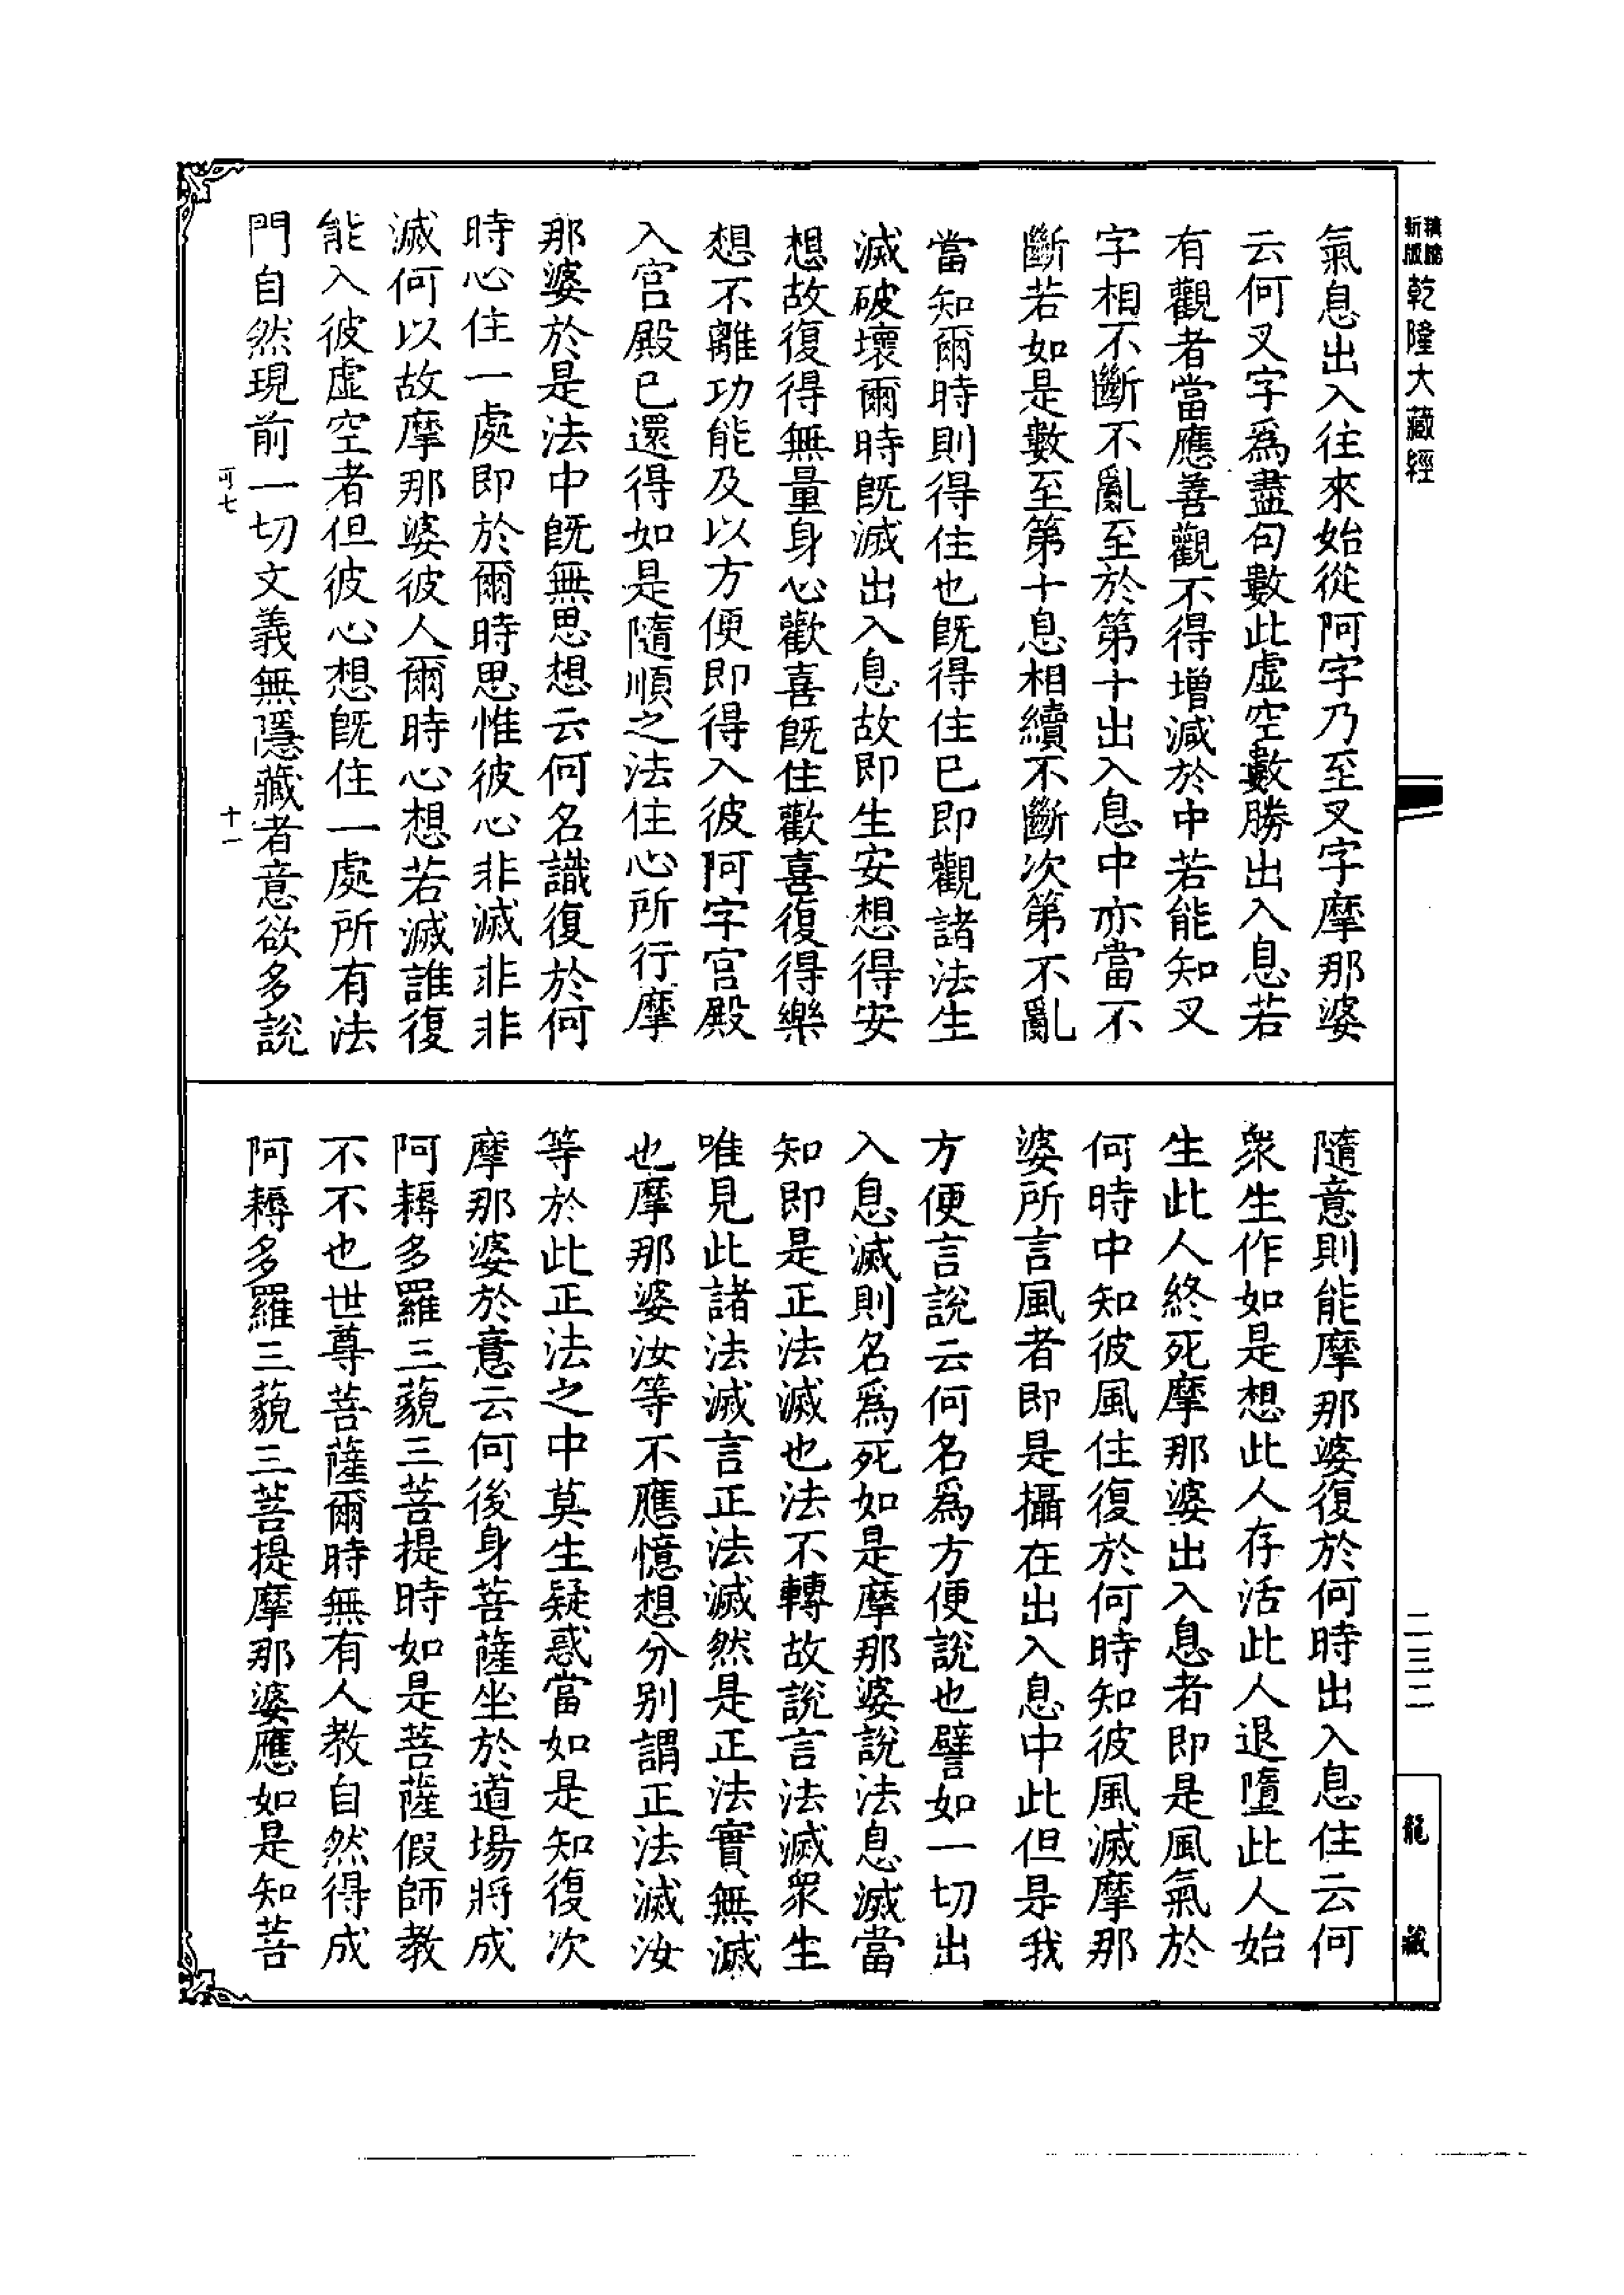 乾隆大藏經
氣息出入往來始從阿字乃至叉字摩那婆
云何叉字爲盡句數此虛空數勝出入息若
有觀者當應善觀不得增減於中若能知叉
字相不斷不亂至於第十出入息中亦當不
斷若如是數至第十息相續不斷次第不亂
當知爾時則得住也既得住已即觀諸法生
滅破壞爾時既滅出入息故即生安想得安
想故復得無量身心歡喜既住歡喜復得樂
想不離功能及以方便即得入彼阿字宮殿
入宮殿已還得如是隨順之法住心所行摩
那婆於是法中既無思想云何名識復於何
時心住一處即於爾時思惟彼心非滅非非
滅何以故摩那婆彼人爾時心想若滅誰復
能入彼虛空者但彼心想既住一處所有法
門自然現前一切文義無隱藏者意欲多説
可七
十一
隨意則能摩那婆復於何時出入息住云何
衆生作如是想此人存活此人退墮此人始
生此人終死摩那婆出入息者即是風氣於
何時中知彼風住復於何時知彼風滅摩那
婆所言風者即是攝在出入息中此但是我
方便言説云何名爲方便説也譬如一切出
入息滅則名爲死如是摩那婆説法息滅當
知即是正法滅也法不轉故説言法滅衆生
唯見此諸法滅言正法滅然是正法實無滅
也摩那婆汝等不應憶想分别謂正法滅汝
等於此正法之中莫生疑惑當如是知復次
摩那婆於意云何後身菩薩坐於道場將成
阿耨多羅三藐三菩提時如是菩薩假師教
不不也世尊菩薩爾時無有人教自然得成
阿耨多羅三藐三菩提摩那婆應如是知菩
二三二
龍藏